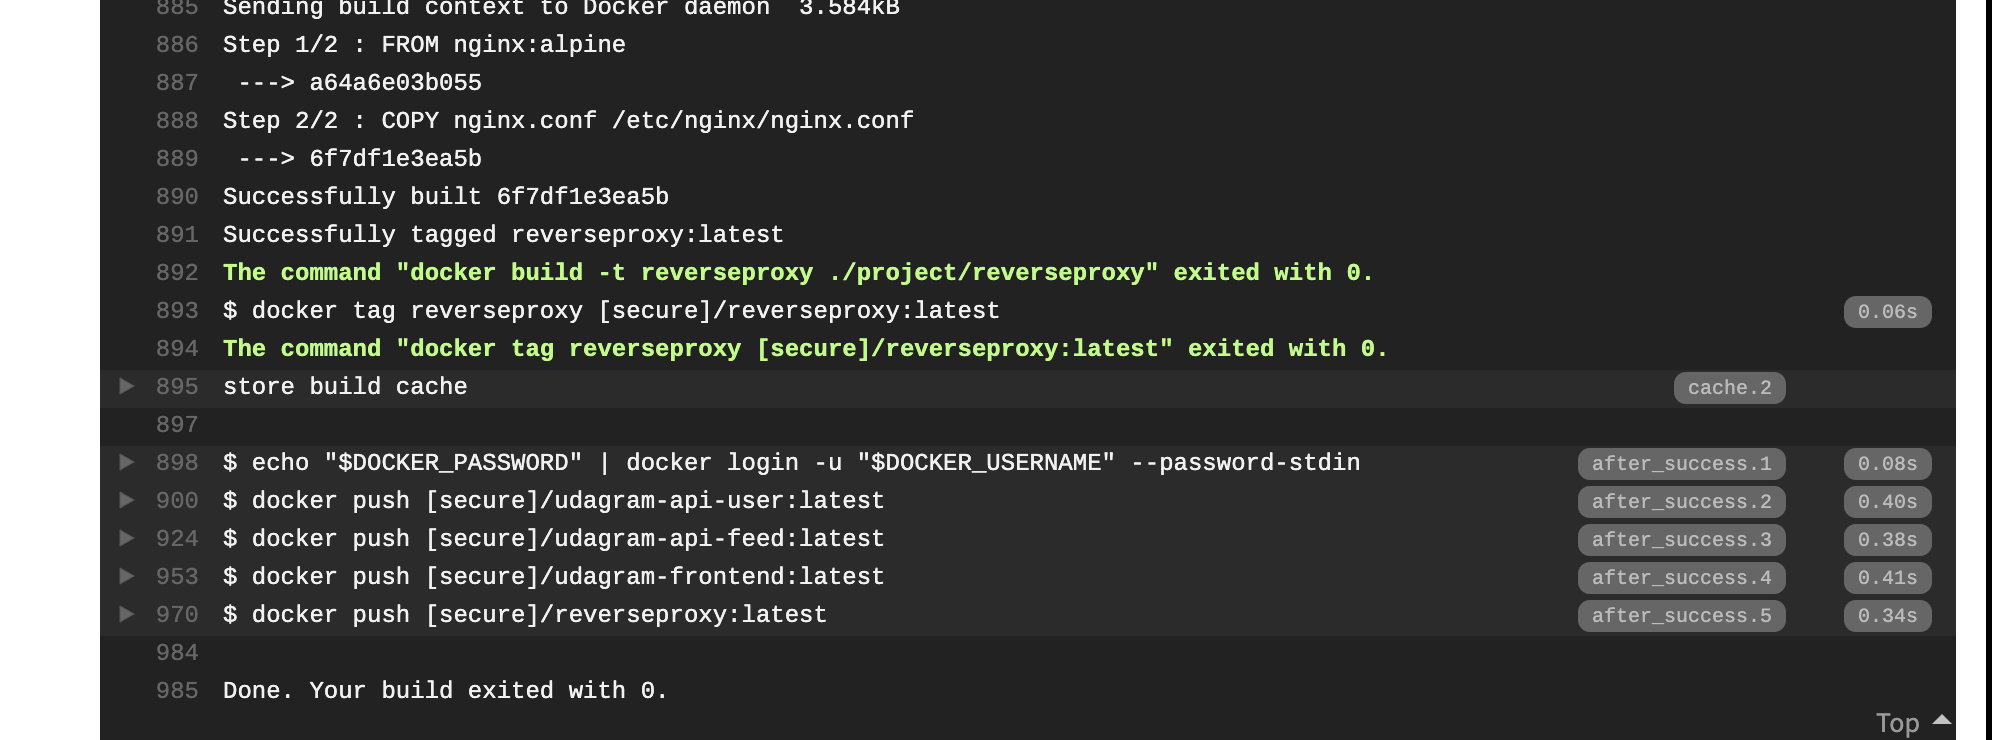 885 Sending build context to Docker daemon  3.584kB
886 Step 1/2 : FROM nginx:alpine
887  ---> a64a6e03b055
888 Step 2/2 : COPY nginx.conf /etc/nginx/nginx.conf
889  ---> 6f7df1e3ea5b
890 Successfully built 6f7df1e3ea5b
891 Successfully tagged reverseproxy:latest
892 The command "docker build -t reverseproxy ./project/reverseproxy" exited with 0.
893 $ docker tag reverseproxy [secure]/reverseproxy:latest 0.06s
894 The command "docker tag reverseproxy [secure]/reverseproxy:latest" exited with 0.
895 store build cache cache.2
897
898 $ echo "$DOCKER_PASSWORD" | docker login -u "$DOCKER_USERNAME" --password-stdin after_success.1 0.08s
900 $ docker push [secure]/udagram-api-user:latest after_success.2 0.40s
924 $ docker push [secure]/udagram-api-feed:latest after_success.3 0.38s
953 $ docker push [secure]/udagram-frontend:latest after_success.4 0.41s
970 $ docker push [secure]/reverseproxy:latest after_success.5 0.34s
984
985 Done. Your build exited with 0.
Top